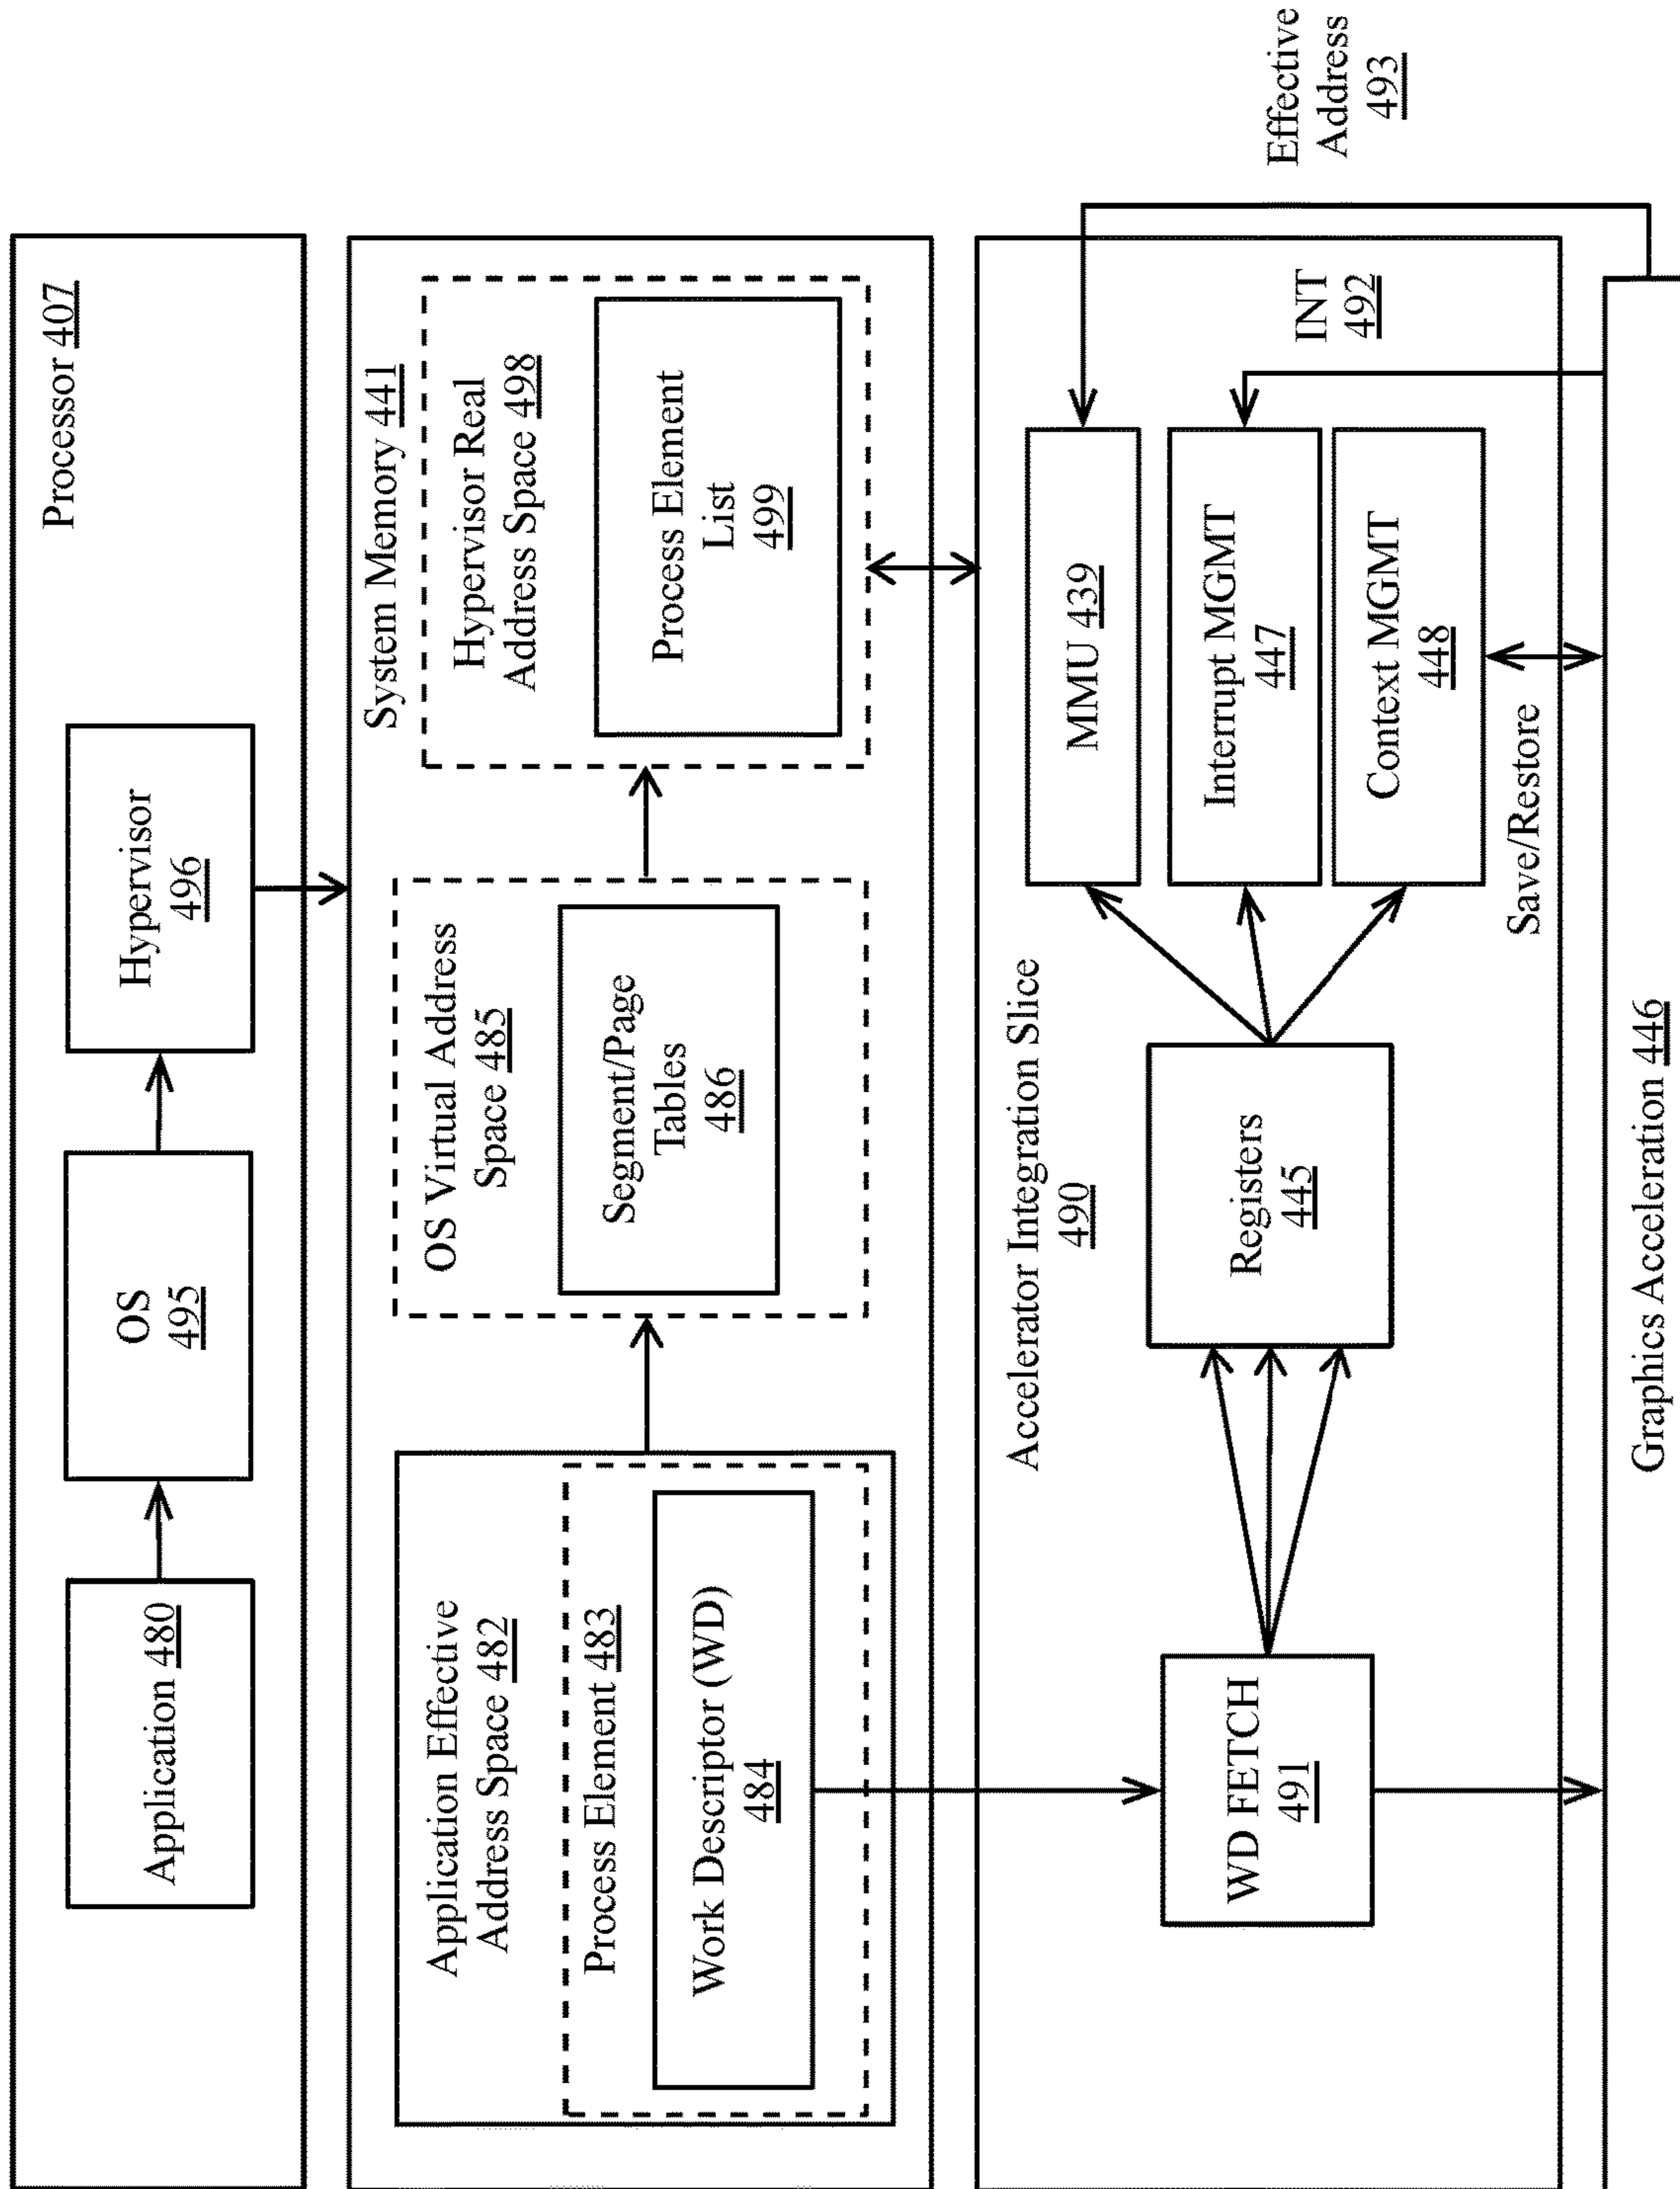 Processor 407
Application 480
OS
495
Hypervisor
496
System Memory 441
Application Effective
Address Space 482
Process Element 483
Work Descriptor (WD)
484
OS Virtual Address
Space 485
Segment/Page
Tables
486
Hypervisor Real
Address Space 498
Process Element
List
499
Accelerator Integration Slice
490
WD FETCH
491
Registers
445
MMU 439
Interrupt MGMT
447
Context MGMT
448
INT
492
Effective
Address
493
Save/Restore
Graphics Acceleration 446